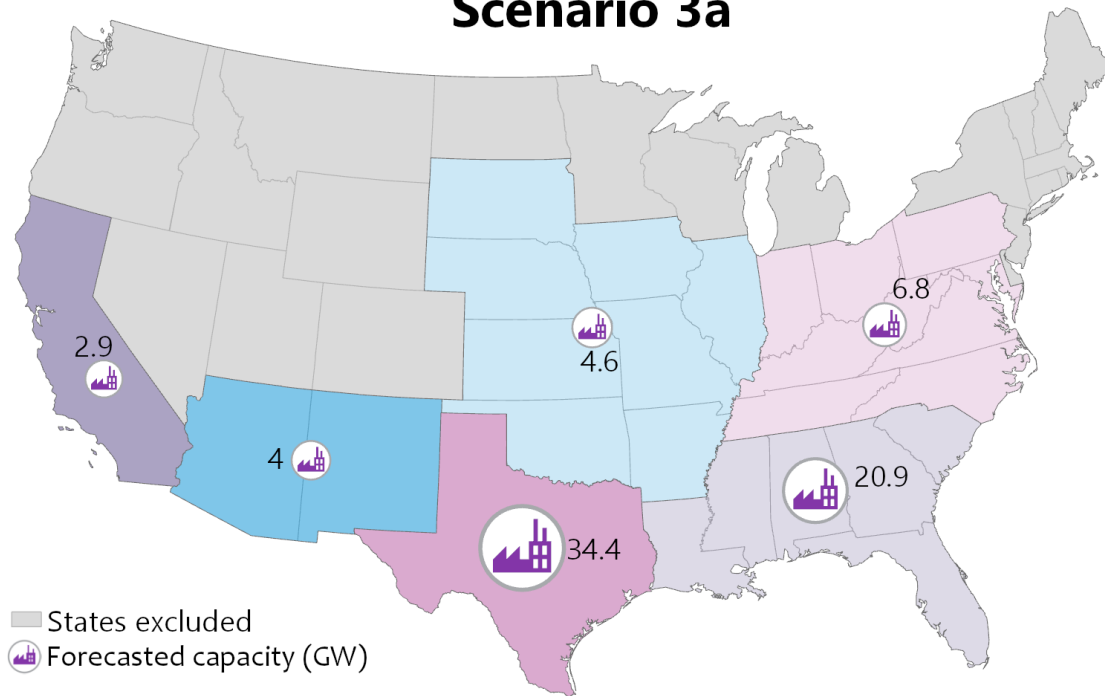 Scenario 3a
6.8
2.9
4.6
4
20.9
34.4
States excluded
Forecasted capacity (GW)